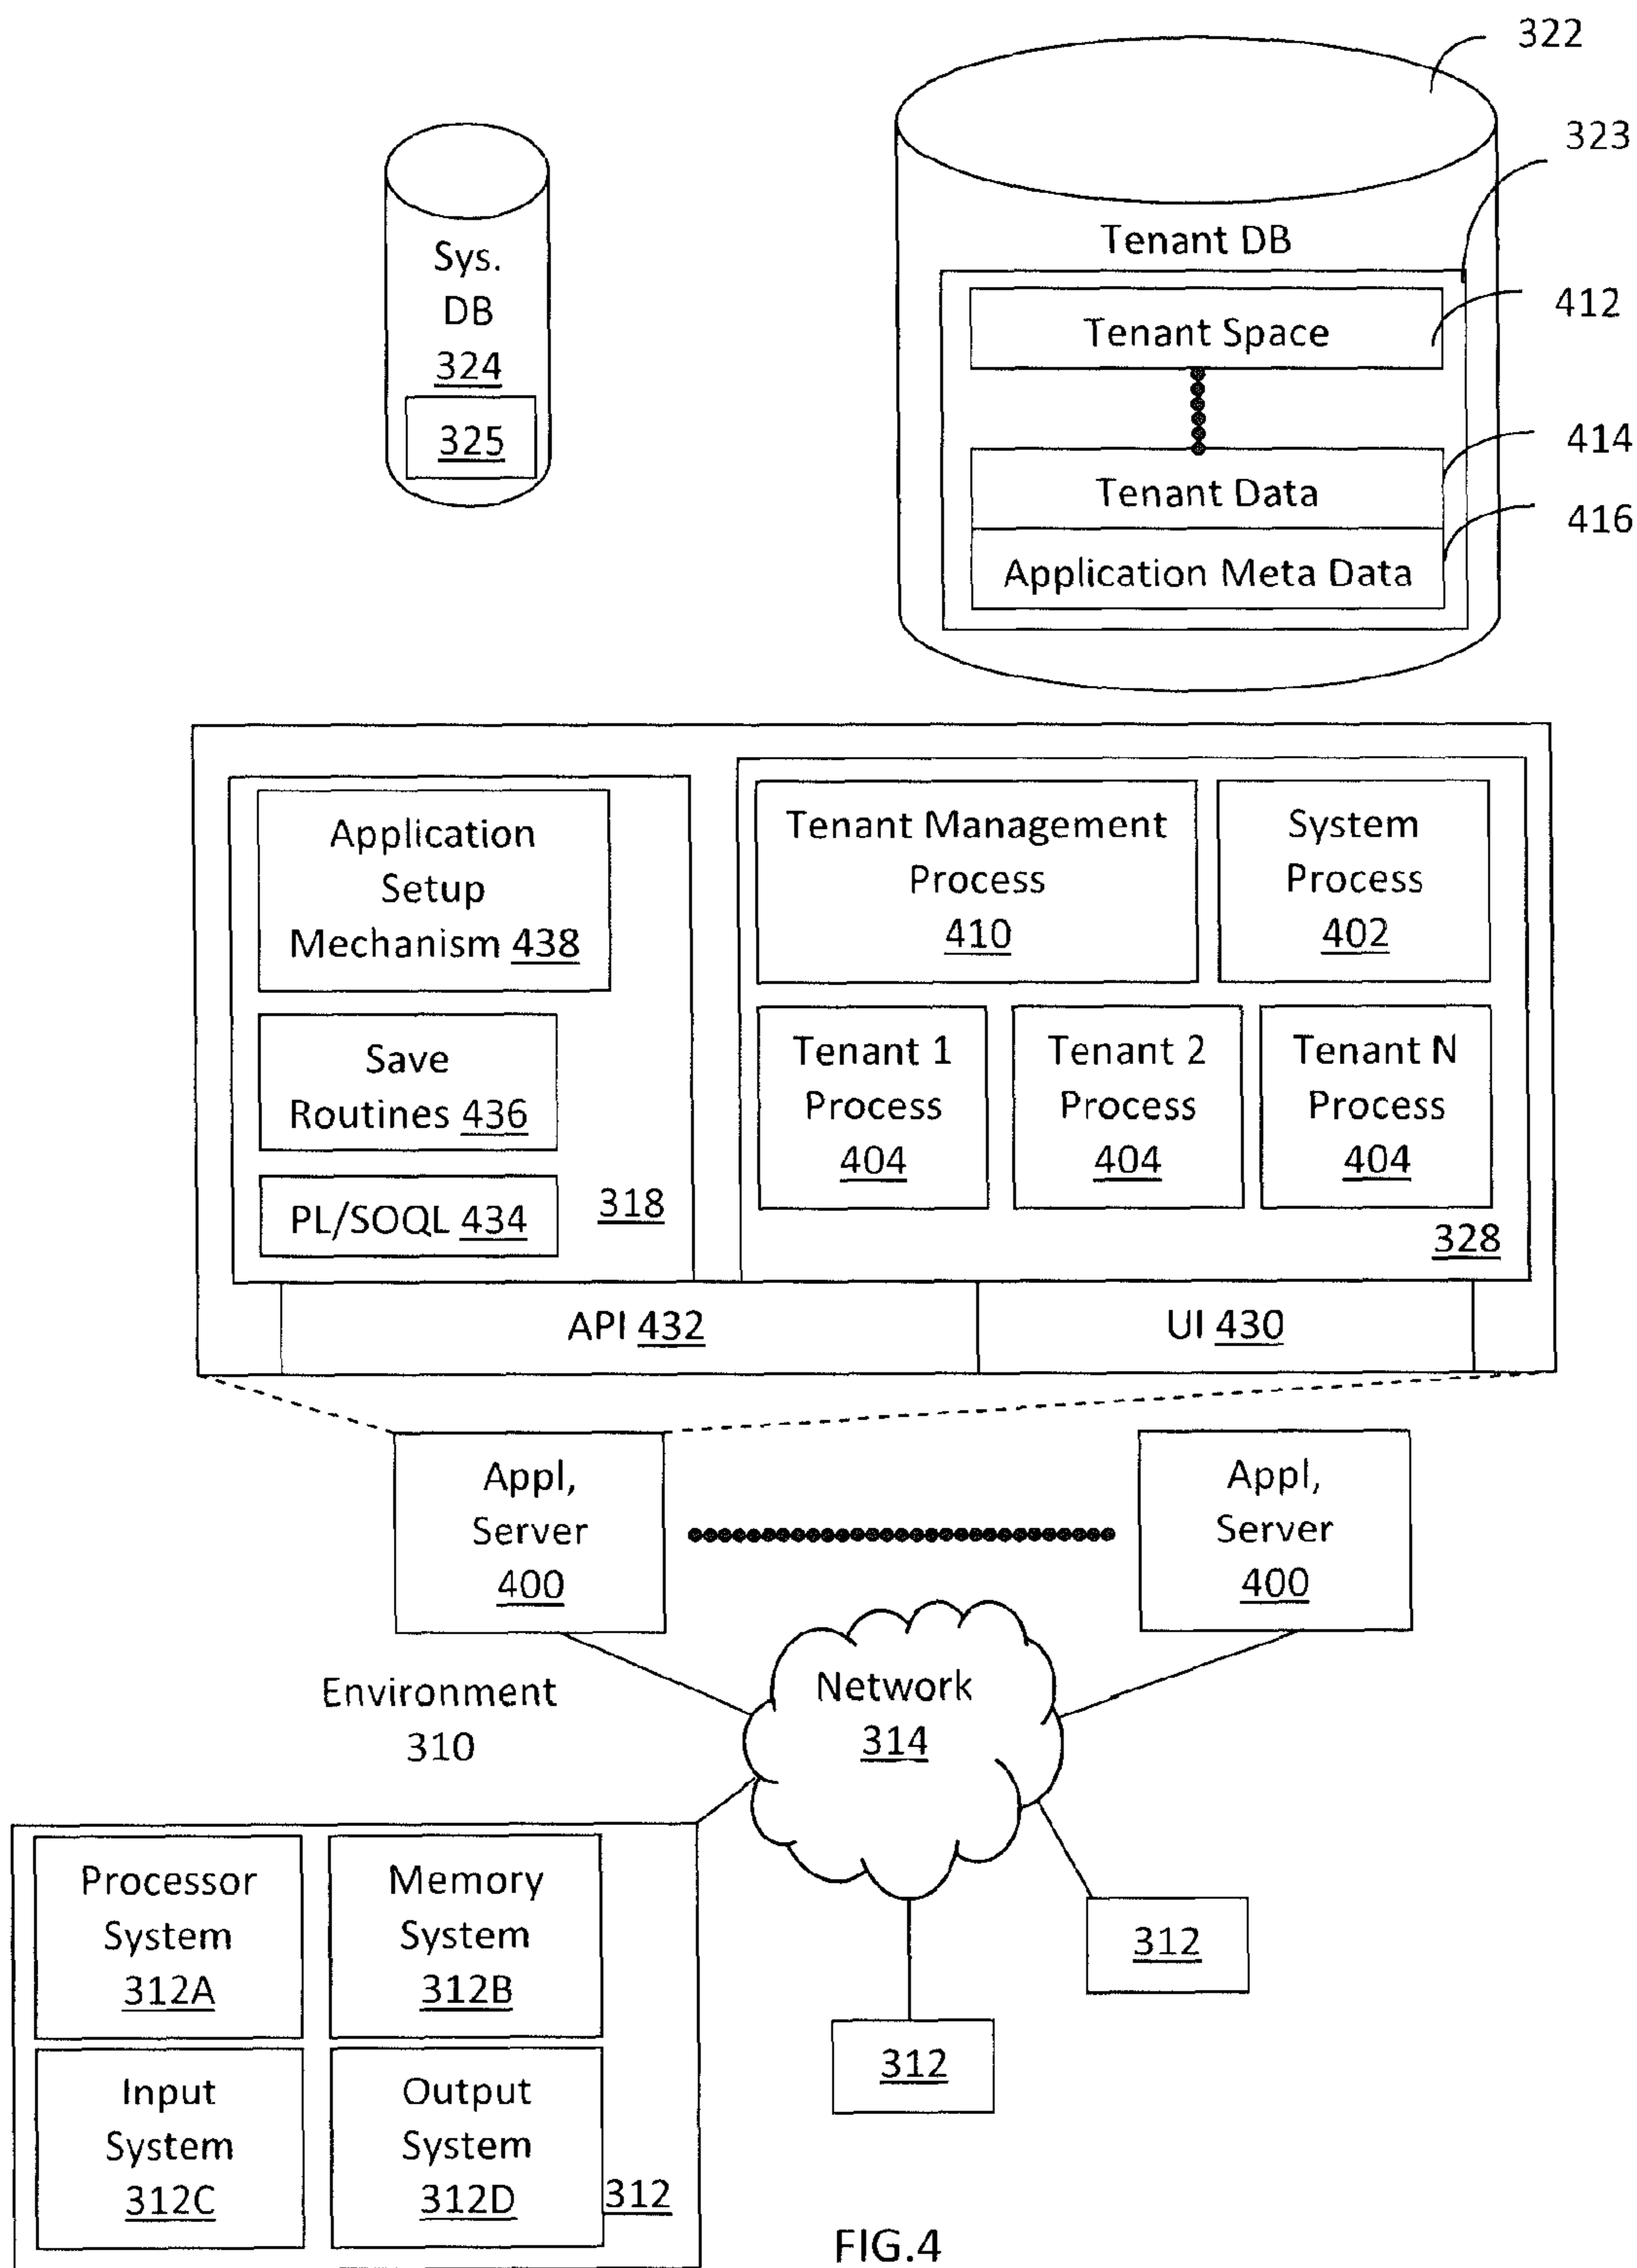 322
323
Tenant DB
Sys.
DB
324
325
Tenant Space
412
414
Tenant Data
416
Application Meta Data
Application
Setup
Mechanism 438
Tenant Management
Process
410
System
Process
402
Save
Routines 436
Tenant 1
Process
404
Tenant 2
Process
404
Tenant N
Process
404
PL/SOQL 434
318
328
API 432
UI 430
Appl,
Server
400
Appl,
Server
400
Environment
310
Network
314
Processor
System
312A
Memory
System
312B
312
312
Input
System
312C
Output
System
312D
312
FIG.4